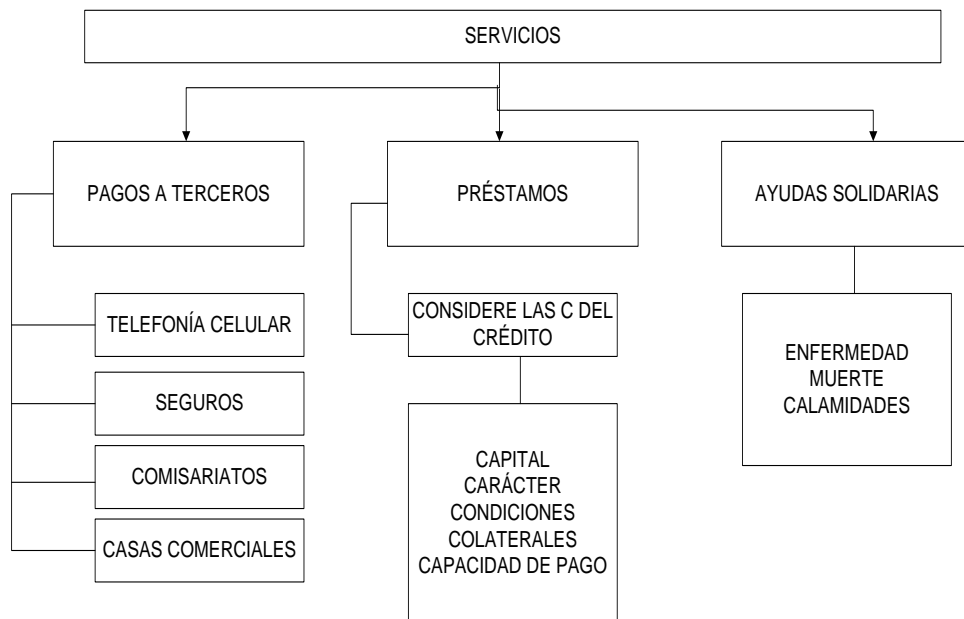 SERVICIOS
PAGOS A TERCEROS
PRÉSTAMOS
AYUDAS SOLIDARIAS
TELEFONÍA CELULAR
SEGUROS
COMISARIATOS
CASAS COMERCIALES
CONSIDERE LAS C DEL
CRÉDITO
CAPITAL
CARÁCTER
CONDICIONES
COLATERALES
CAPACIDAD DE PAGO
ENFERMEDAD
MUERTE
CALAMIDADES